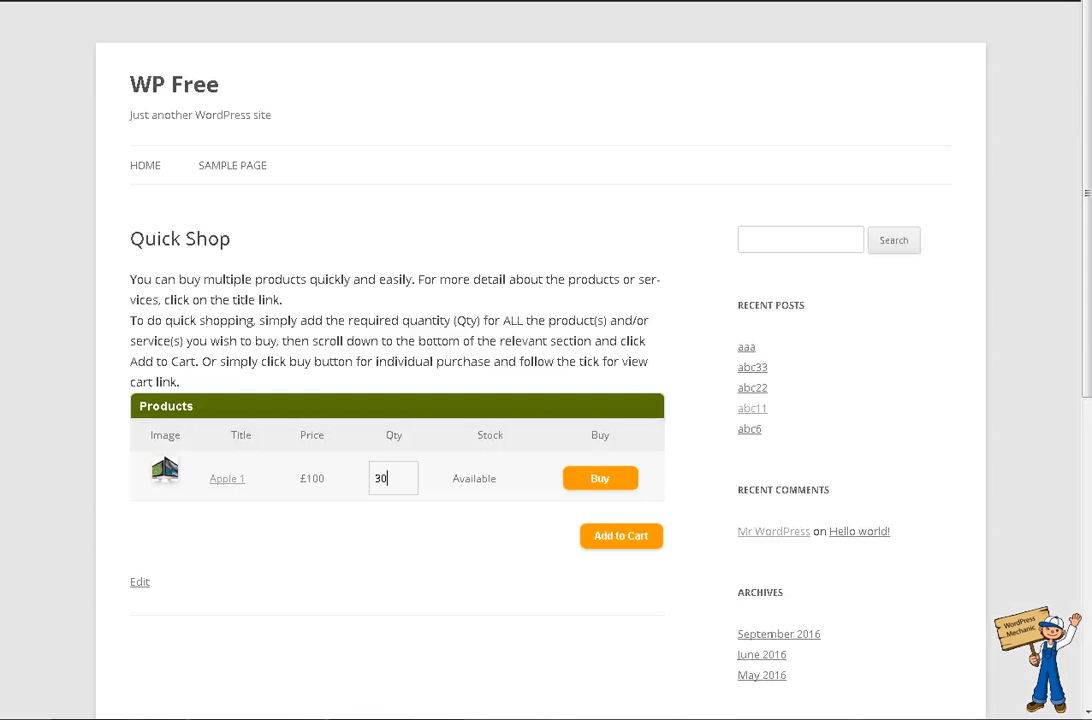 WP Free
Just another WordPress site
HOME
SAMPLE PAGE
Quick Shop
You can buy multiple products quickly and easily. For more detail about the products or ser-
vices, click on the title link.
To do quick shopping, simply add the required quantity (Qty) for ALL the product(s) and/or
service(s) you wish to buy, then scroll down to the bottom of the relevant section and click
Add to Cart. Or simply click buy button for individual purchase and follow the tick for view
cart link.
Products
Image Title Price Qty Stock Buy
Apple 1 £100 30 Available Buy
Add to Cart
Edit
Search
RECENT POSTS
aaa
abc33
abc22
abc11
abc6
RECENT COMMENTS
Mr WordPress on Hello world!
ARCHIVES
September 2016
June 2016
May 2016
WordPress
Mechanic